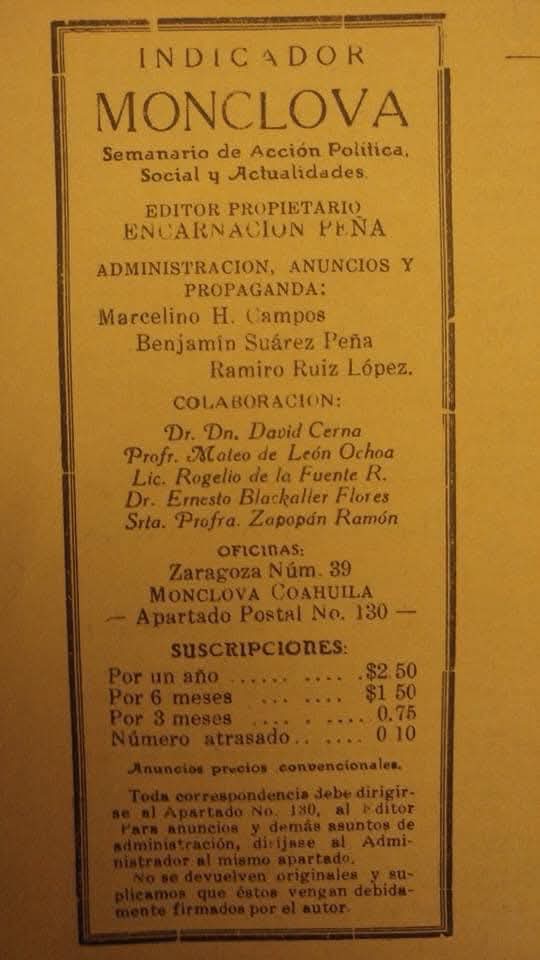 INDICADOR
MONCLOVA
Semanario de Acción Política,
Social y Actualidades.
EDITOR PROPIETARIO
ENCARNACION PEÑA
ADMINISTRACION, ANUNCIOS Y
PROPAGANDA:
Marcelino H. Campos
Benjamín Suárez Peña
Ramiro Ruiz López.
COLABORACION:
Dr. Dn. David Cerna
Profr. Mateo de León Ochoa
Lic. Rogelio de la Fuente R.
Dr. Ernesto Blackaller Flores
Srta. Profra. Zapopán Ramón
OFICINAS:
Zaragoza Núm. 39
MONCLOVA COAHUILA
— Apartado Postal No. 130 —
SUSCRIPCIONES:
Por un año ...... .... .$2.50
Por 6 meses ... .... $1 50
Por 3 meses .... . .... 0.75
Número atrasado.. .... 0 10
Anuncios precios convencionales.
Toda correspondencia debe dirigir-
se al Apartado No. 130, al Editor
Para anuncios y demás asuntos de
administración, diríjase al Admi-
nistrador al mismo apartado.
No se devuelven originales y su-
plicamos que éstos vengan debida-
mente firmados por el autor.